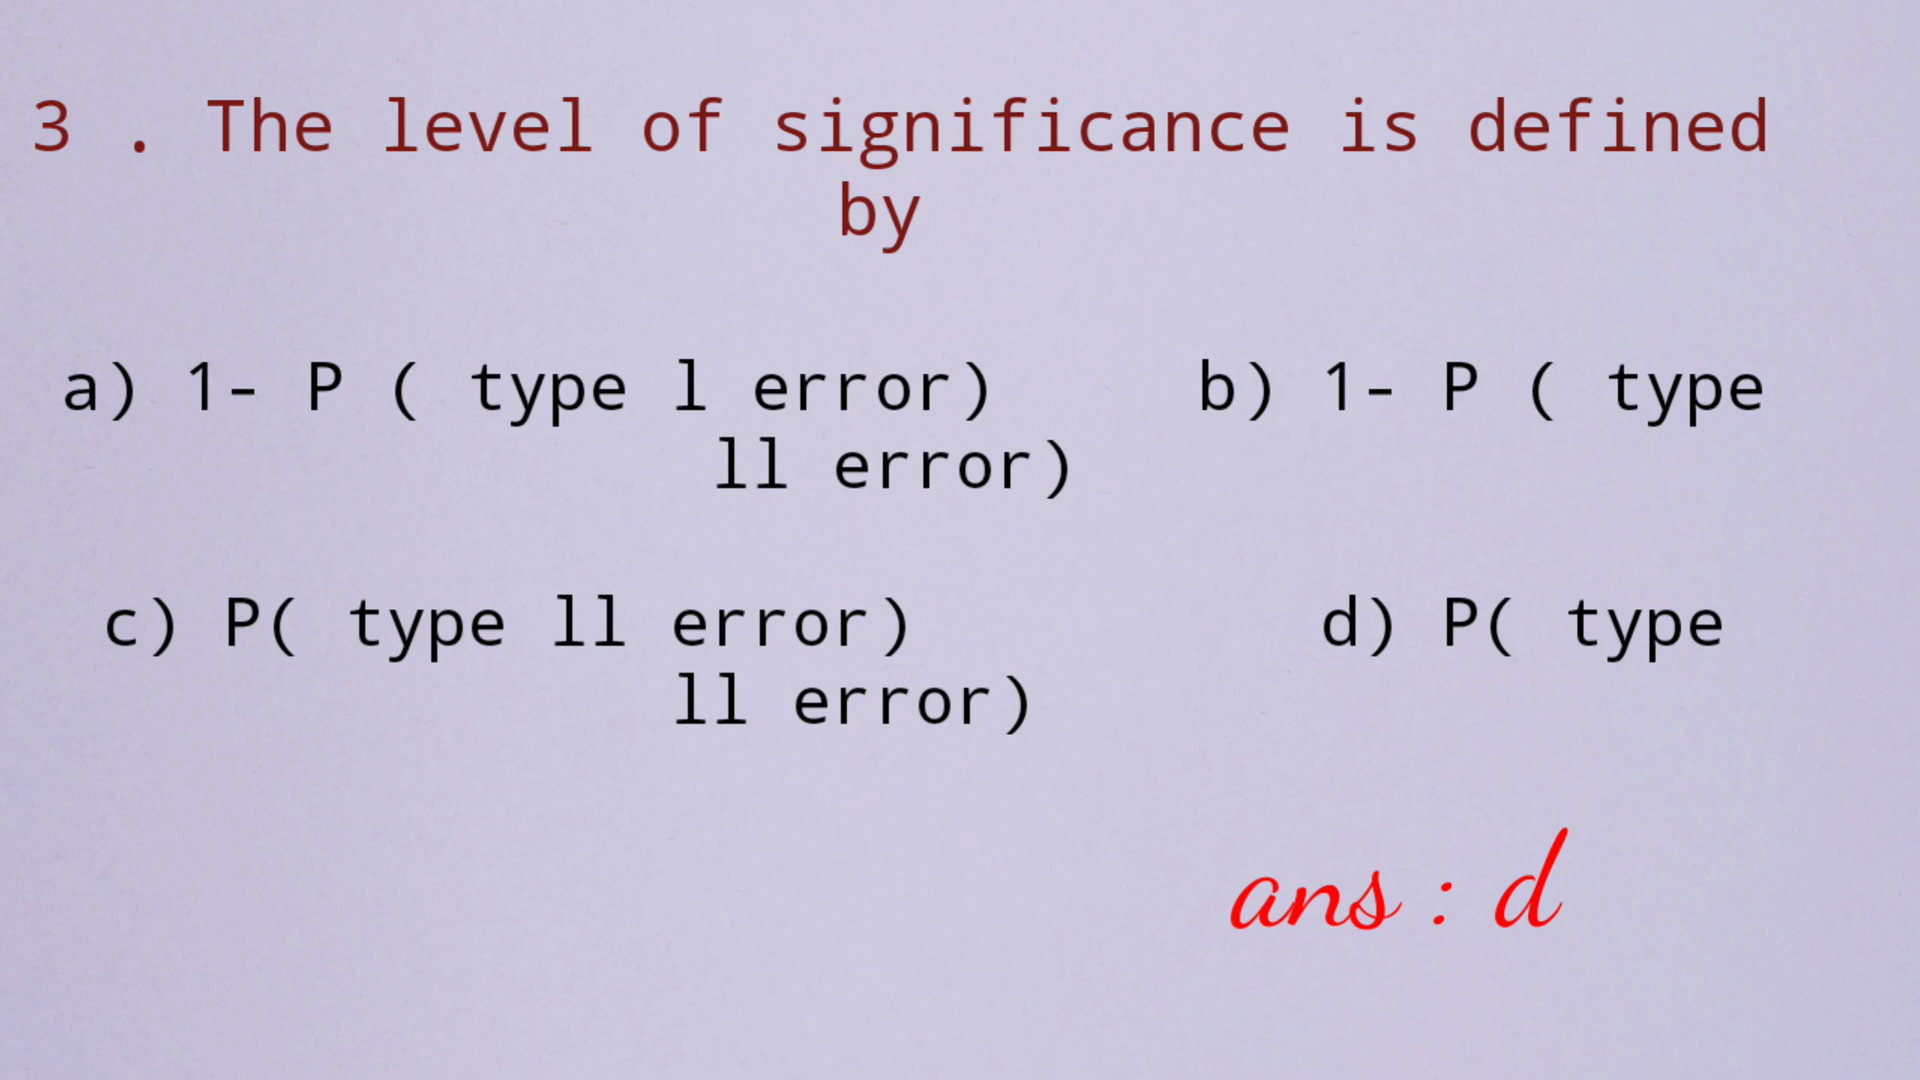 3 . The level of significance is defined
by
a) 1- P ( type l error) b) 1- P ( type
ll error)
c) P( type ll error) d) P( type
ll error)
ans : d